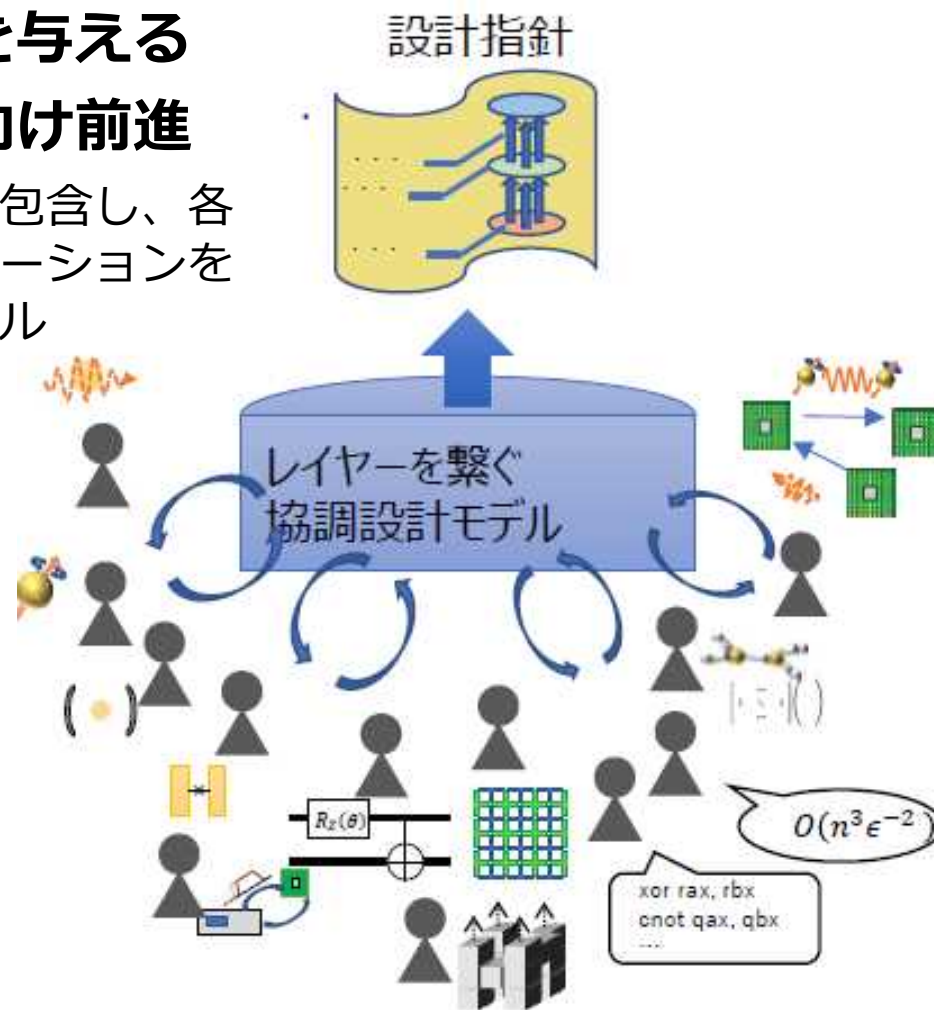 を与える
向け前進
包含し、各
ーションを
ル
設計指針
レイヤーを繋ぐ
協調設計モデル
R_Z(θ)
O(n³ϵ⁻²)
xor rax, rbx
cnot qax, qbx
...